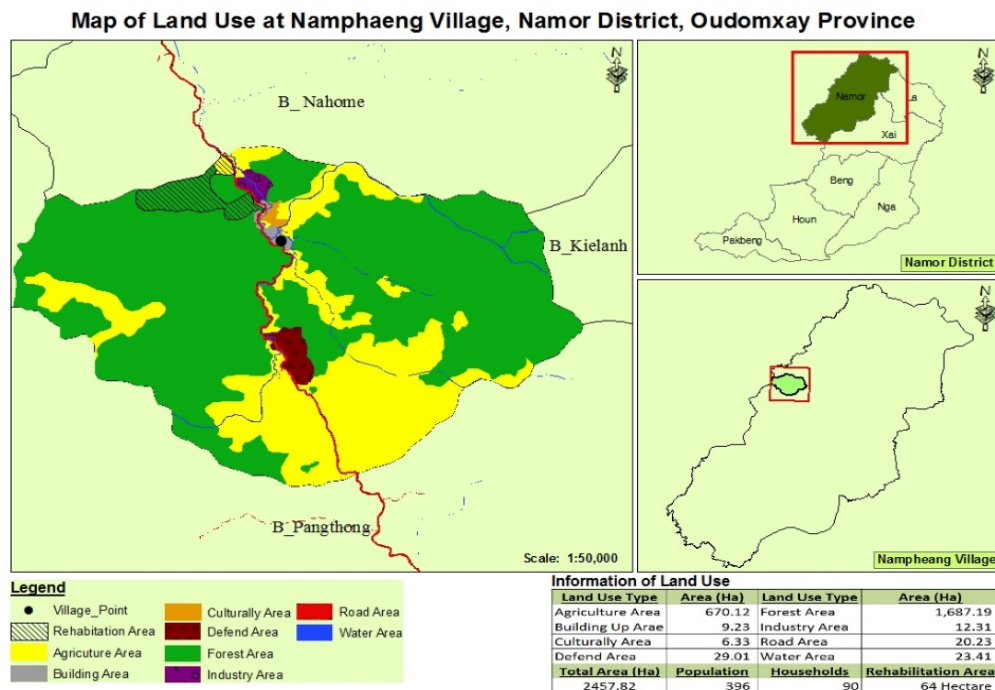 Map of Land Use at Namphaeng Village, Namor District, Oudomxay Province
N
B_ Nahome
B_Kielanh
B_Pangthong
Scale: 1:50,000
N
Namor
La
Xai
Beng
Nga
Houn
Pakbeng
Namor District
N
Nampheang Village
Legend
Village_Point
Rehabitation Area
Agricuture Area
Building Area
Culturally Area
Defend Area
Forest Area
Industry Area
Road Area
Water Area
Information of Land Use
Land Use Type Area (Ha) Land Use Type Area (Ha)
Agriculture Area 670.12 Forest Area 1,687.19
Building Up Arae 9.23 Industry Area 12.31
Culturally Area 6.33 Road Area 20.23
Defend Area 29.01 Water Area 23.41
Total Area (Ha) Population Households Rehabilitation Area
2457.82 396 90 64 Hectare